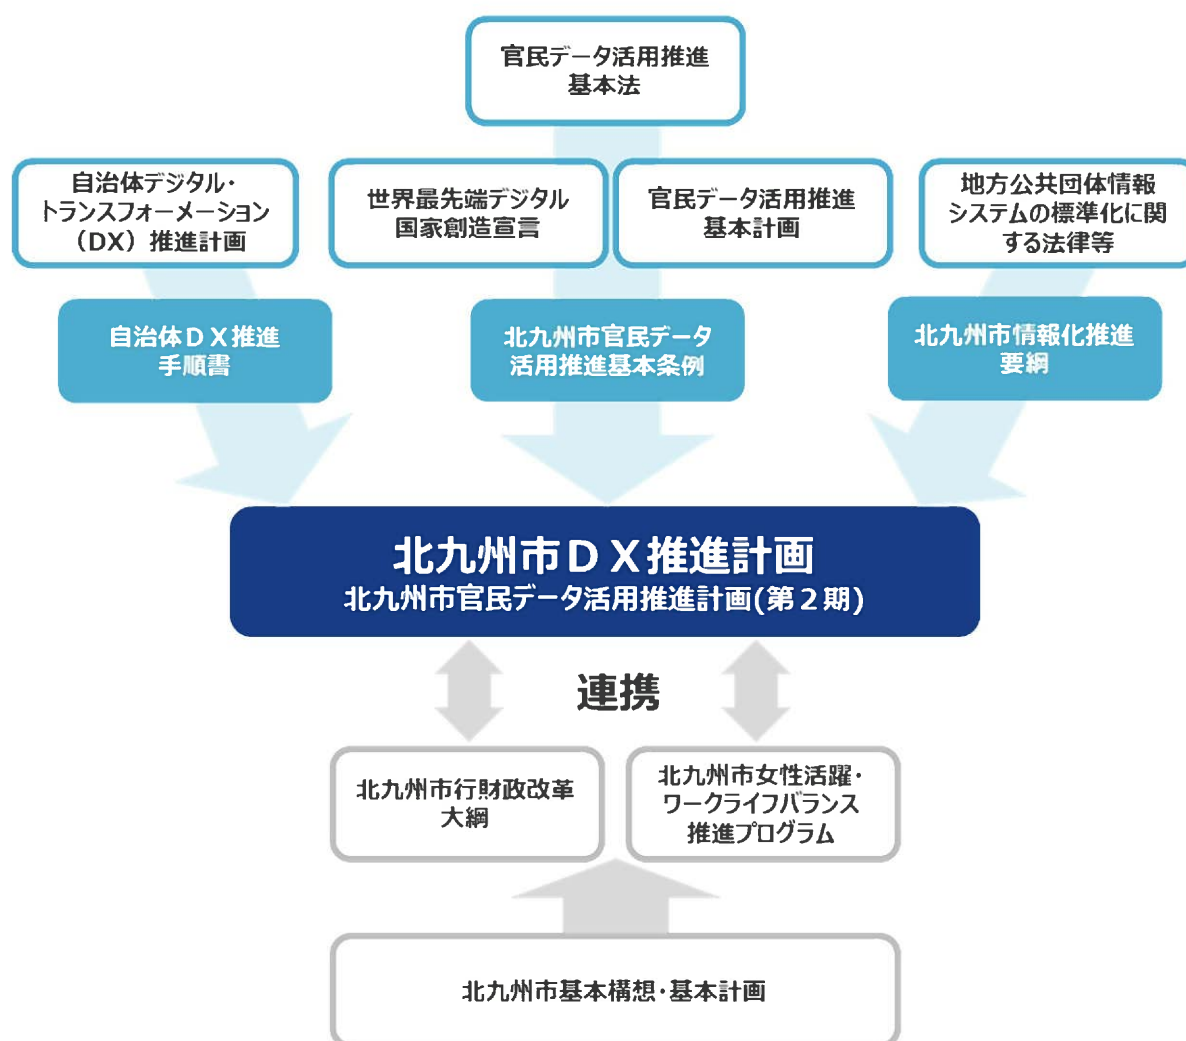 官民データ活用推進
基本法
自治体デジタル・
トランスフォーメーション
（DX）推進計画
世界最先端デジタル
国家創造宣言
官民データ活用推進
基本計画
地方公共団体情報
システムの標準化に関
する法律等
自治体ＤＸ推進
手順書
北九州市官民データ
活用推進基本条例
北九州市情報化推進
要綱
北九州市ＤＸ推進計画
北九州市官民データ活用推進計画(第２期)
連携
北九州市行財政改革
大綱
北九州市女性活躍・
ワークライフバランス
推進プログラム
北九州市基本構想・基本計画